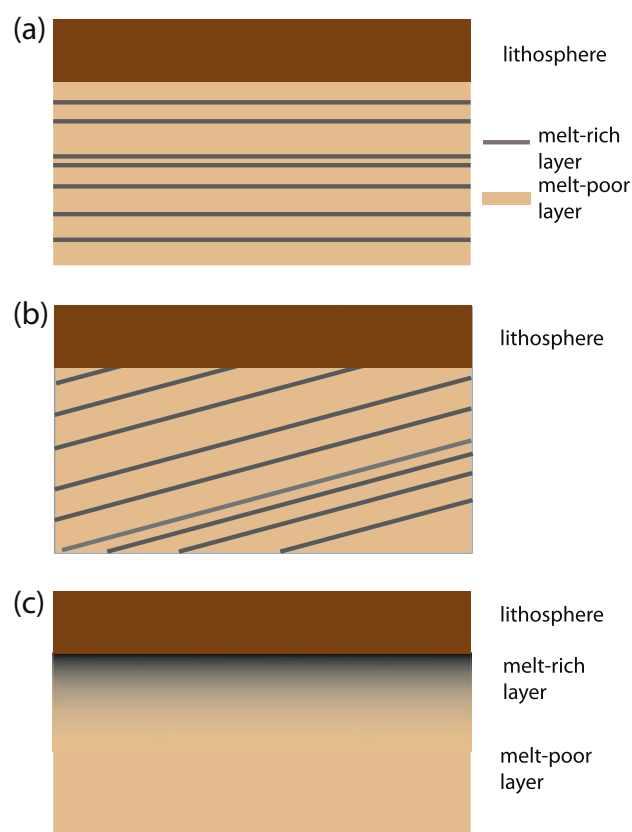 (a)
lithosphere
melt-rich
layer
melt-poor
layer
(b)
lithosphere
(c)
lithosphere
melt-rich
layer
melt-poor
layer